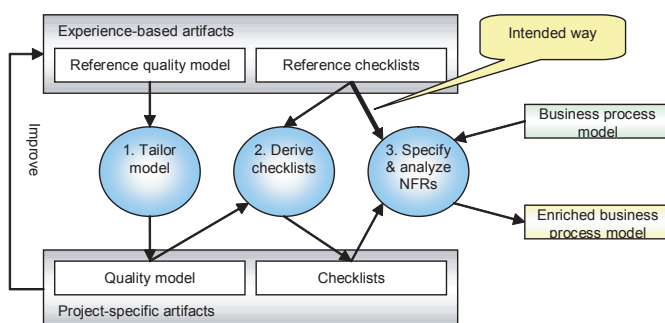 Experience-based artifacts
Intended way
Reference quality model
Reference checklists
Improve
1. Tailor
model
2. Derive
checklists
3. Specify
& analyze
NFRs
Business process
model
Enriched business
process model
Quality model
Checklists
Project-specific artifacts